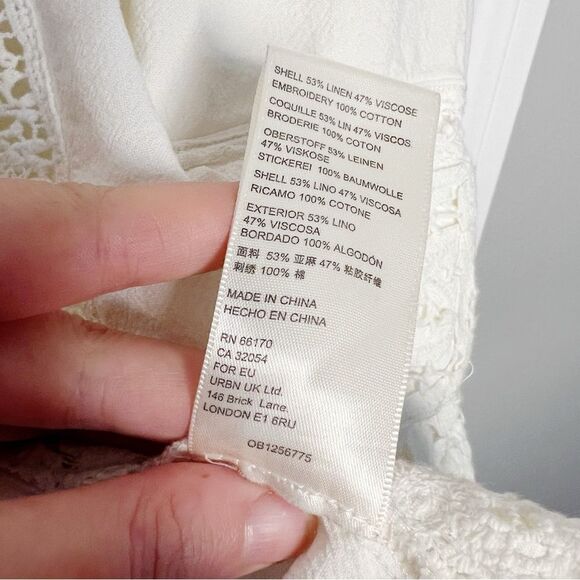 SHELL 53% LINEN 47% VISCOSE
EMBROIDERY 100% COTTON
COQUILLE 53% LIN 47% VISCOS
BRODERIE 100% COTON
OBERSTOFF 53% LEINEN
47% VISKOSE
STICKEREI 100% BAUMWOLLE
SHELL 53% LINO 47% VISCOSA
RICAMO 100% COTONE
EXTERIOR 53% LINO
47% VISCOSA
BORDADO 100% ALGODÓN
面料 53% 亚麻 47% 粘胶纤维
刺绣 100% 棉
MADE IN CHINA
HECHO EN CHINA
RN 66170
CA 32054
FOR EU
URBN UK Ltd.
146 Brick Lane.
LONDON E1 6RU
OB1256775